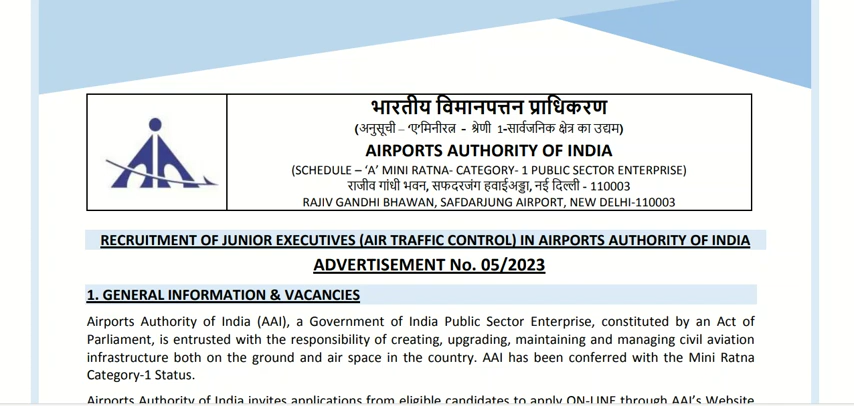 भारतीय विमानपत्तन प्राधिकरण
(अनुसूची – ‘ए’मिनीरत्न - श्रेणी 1-सार्वजनिक क्षेत्र का उद्यम)
AIRPORTS AUTHORITY OF INDIA
(SCHEDULE – ‘A’ MINI RATNA- CATEGORY- 1 PUBLIC SECTOR ENTERPRISE)
राजीव गांधी भवन, सफदरजंग हवाईअड्डा, नई दिल्ली - 110003
RAJIV GANDHI BHAWAN, SAFDARJUNG AIRPORT, NEW DELHI-110003
RECRUITMENT OF JUNIOR EXECUTIVES (AIR TRAFFIC CONTROL) IN AIRPORTS AUTHORITY OF INDIA
ADVERTISEMENT No. 05/2023
1. GENERAL INFORMATION & VACANCIES
Airports Authority of India (AAI), a Government of India Public Sector Enterprise, constituted by an Act of
Parliament, is entrusted with the responsibility of creating, upgrading, maintaining and managing civil aviation
infrastructure both on the ground and air space in the country. AAI has been conferred with the Mini Ratna
Category-1 Status.
Airports Authority of India invites applications from eligible candidates to apply ON-LINE through AAI’s Website